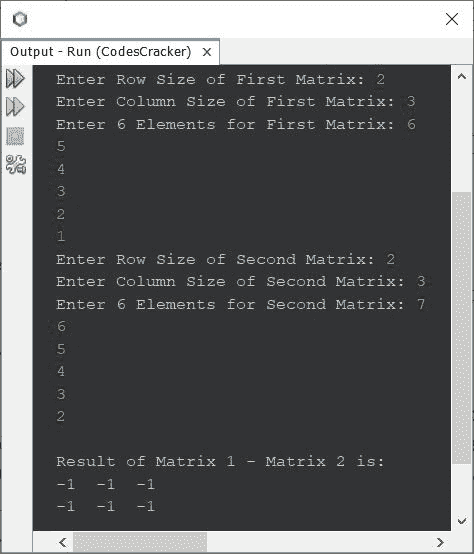 Output - Run (CodesCracker) ×
Enter Row Size of First Matrix: 2
Enter Column Size of First Matrix: 3
Enter 6 Elements for First Matrix: 6
5
4
3
2
1
Enter Row Size of Second Matrix: 2
Enter Column Size of Second Matrix: 3
Enter 6 Elements for Second Matrix: 7
6
5
4
3
2
Result of Matrix 1 - Matrix 2 is:
-1 -1 -1
-1 -1 -1